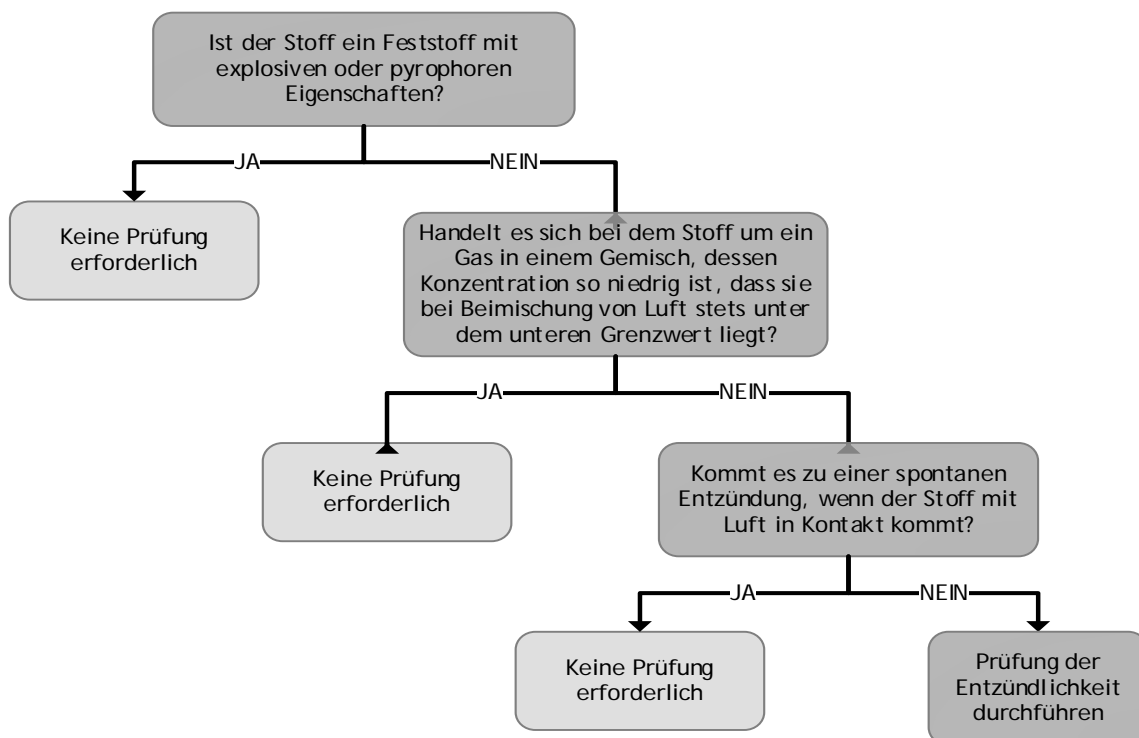 Ist der Stoff ein Feststoff mit
explosiven oder pyrophoren
Eigenschaften?
JA
NEIN
Keine Prüfung
erforderlich
Handelt es sich bei dem Stoff um ein
Gas in einem Gemisch, dessen
Konzentration so niedrig ist, dass sie
bei Beimischung von Luft stets unter
dem unteren Grenzwert liegt?
JA
NEIN
Keine Prüfung
erforderlich
Kommt es zu einer spontanen
Entzündung, wenn der Stoff mit
Luft in Kontakt kommt?
JA
NEIN
Keine Prüfung
erforderlich
Prüfung der
Entzündlichkeit
durchführen